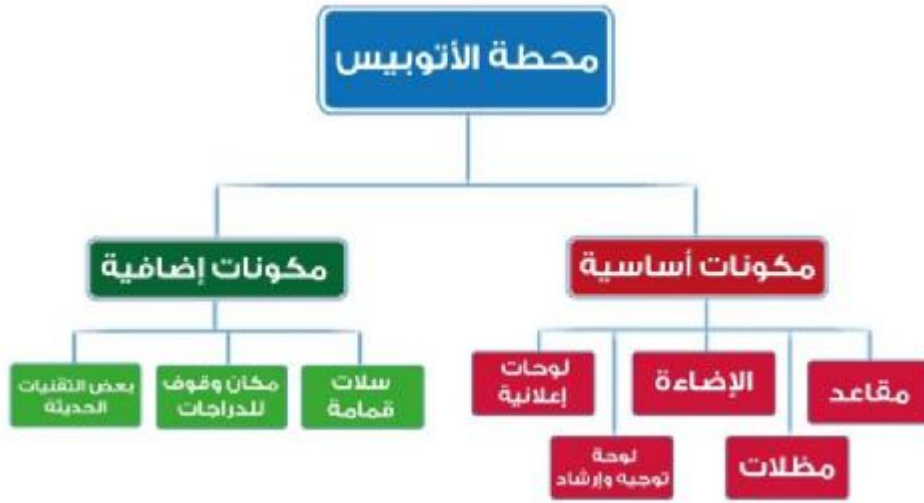 محطة الأتوبيس
مكونات أساسية
مكونات إضافية
مقاعد
مظلات
الإضاءة
لوحة
توجيه وإرشاد
لوحات
إعلانية
سلات
قمامة
مكان وقوف
للدراجات
بعض التقنيات
الحديثة